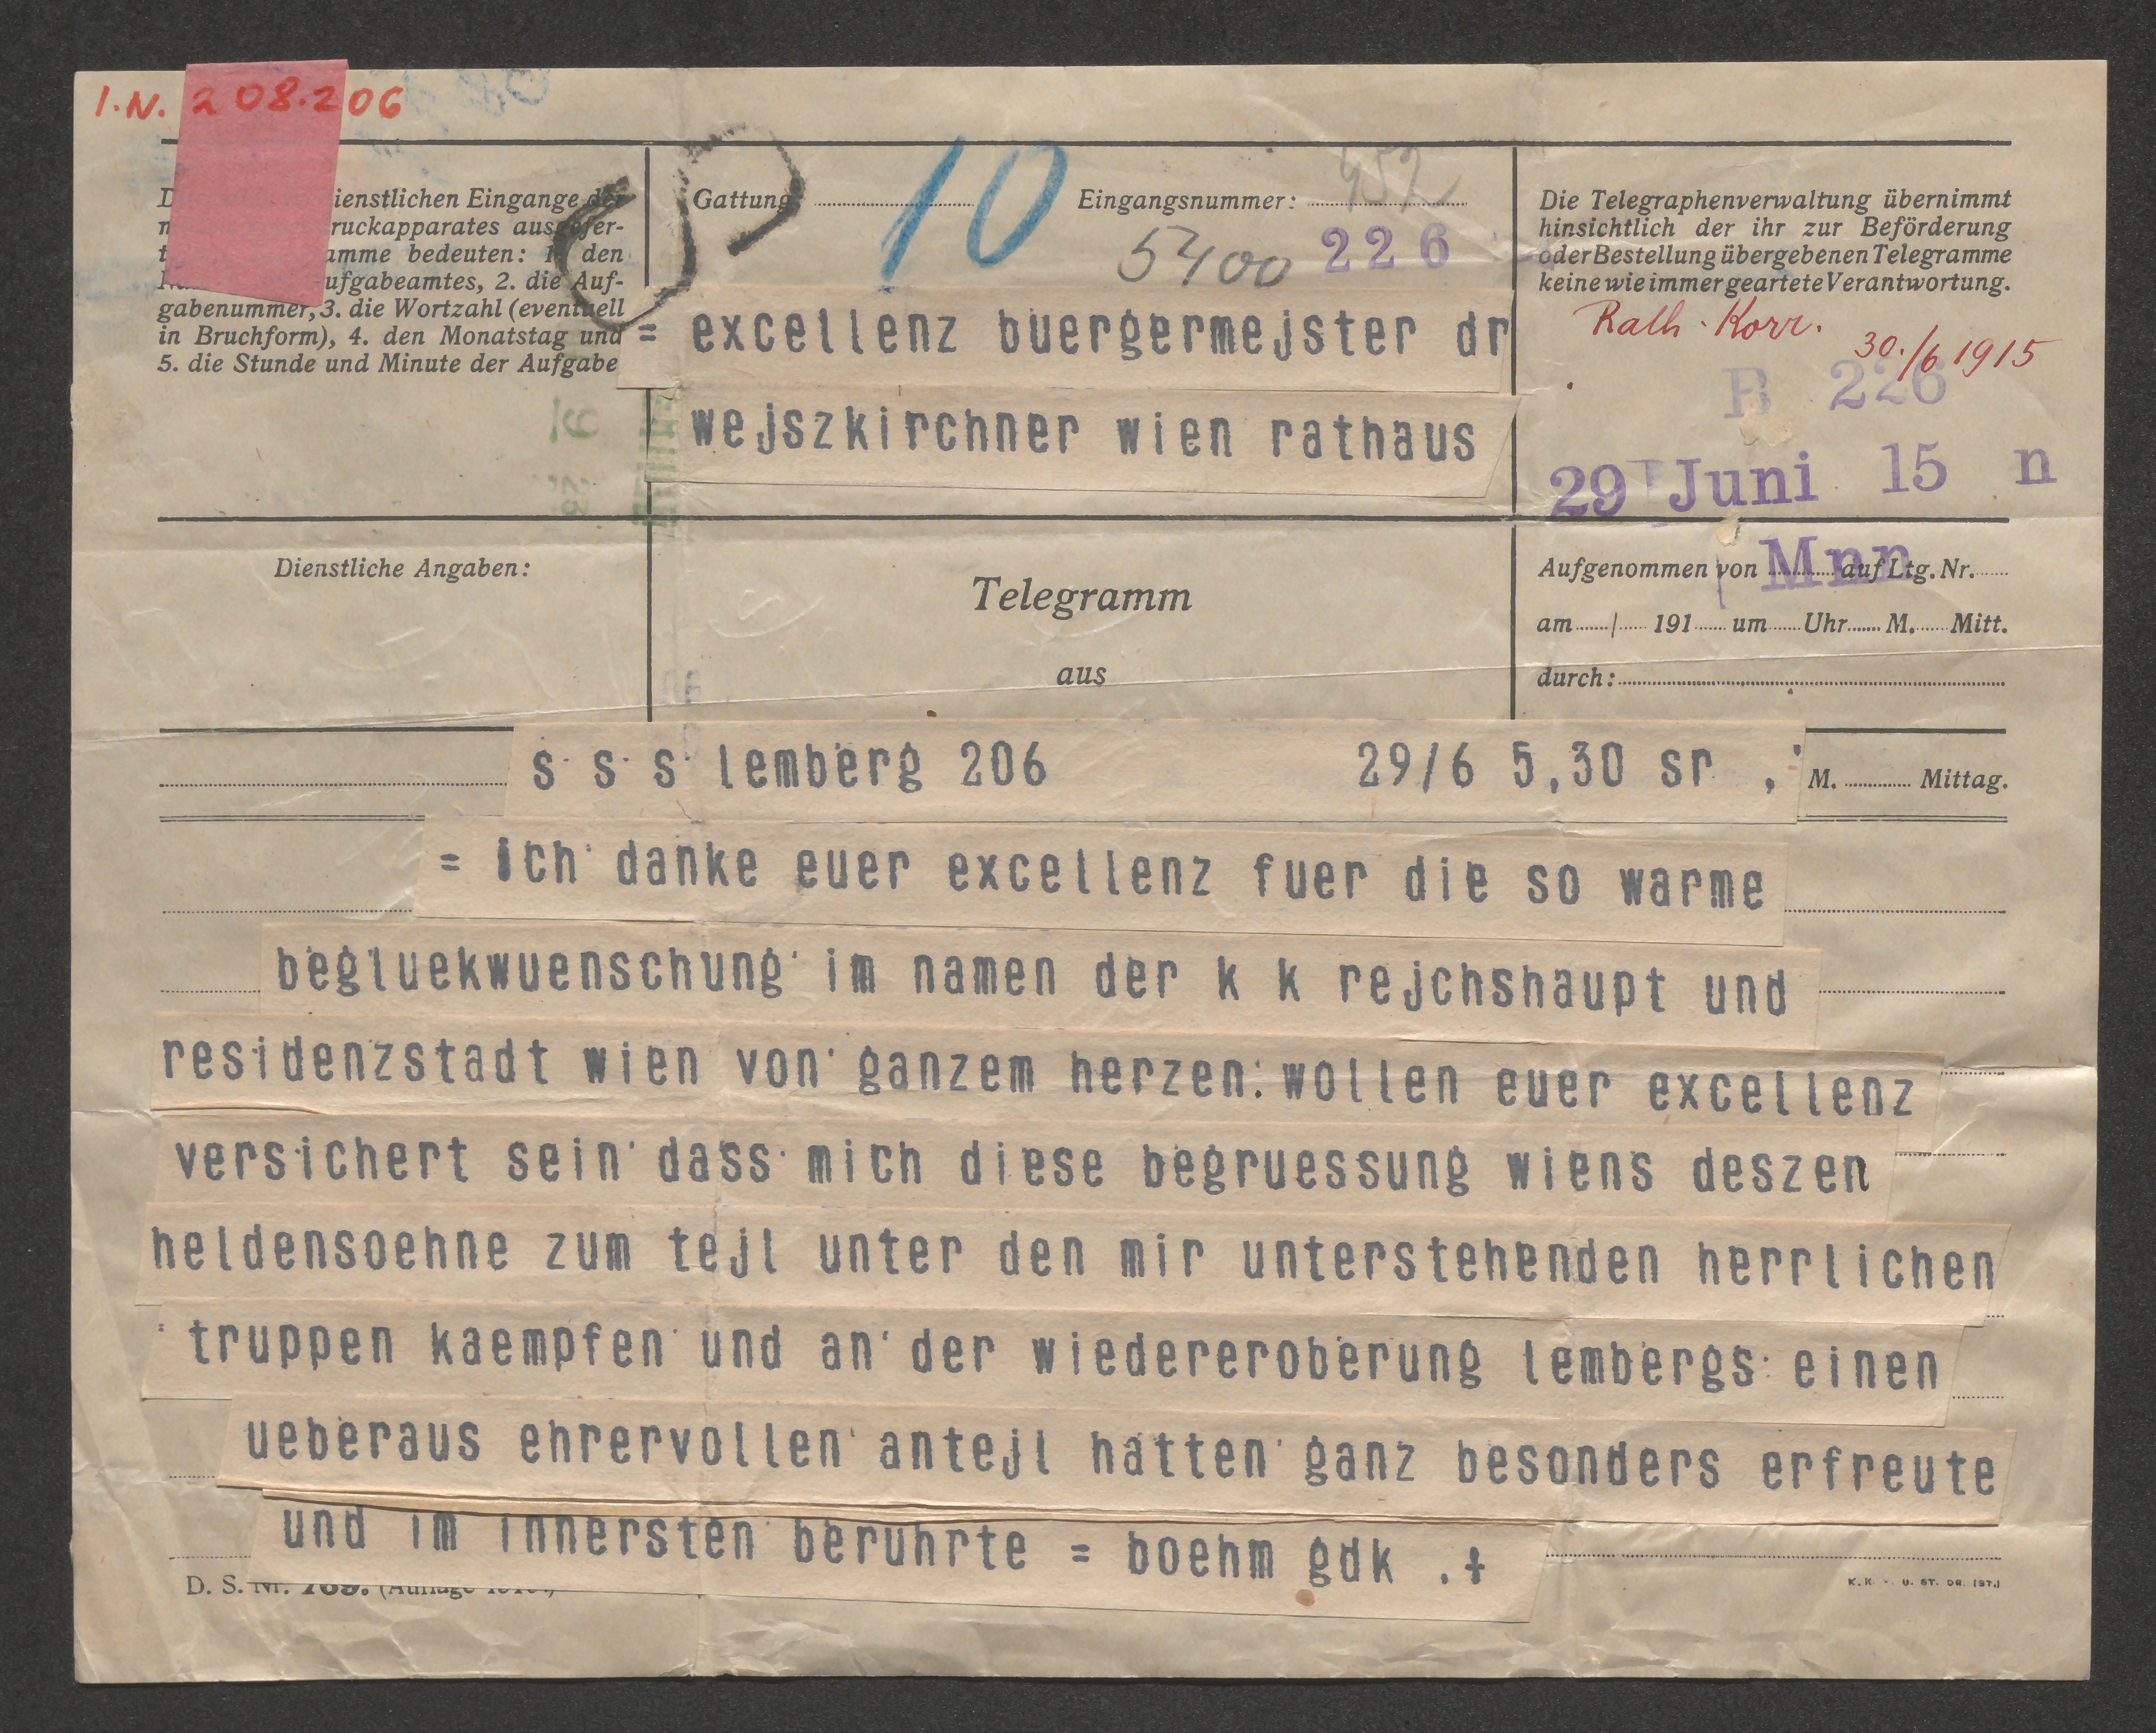 I.N. 208.206
ienstlichen Eingange der
ruckapparates ausgefer-
amme bedeuten: 1. den
ufgabeamtes, 2. die Auf-
gabenummer, 3. die Wortzahl (eventuell
in Bruchform), 4. den Monatstag und
5. die Stunde und Minute der Aufgabe
Gattung
10
Eingangsnummer: 452
5400 226
Die Telegraphenverwaltung übernimmt
hinsichtlich der ihr zur Beförderung
oder Bestellung übergebenen Telegramme
keine wie immer geartete Verantwortung.
= excellenz buergermejster dr
wejszkirchner wien rathaus
Rath. Korr.
30./6 1915
B 226
29 Juni 15 n
Dienstliche Angaben:
Telegramm
aus
Aufgenommen von Mnn auf Ltg. Nr.
am / 191 um Uhr M. Mitt.
durch:
s s s lemberg 206 29/6 5,30 sr , M. Mittag.
= ich danke euer excellenz fuer die so warme
begluekwuenschung im namen der k k rejchshaupt und
residenzstadt wien von ganzem herzen: wollen euer excellenz
versichert sein dass mich diese begruessung wiens deszen
heldensoehne zum tejl unter den mir unterstehenden herrlichen
truppen kaempfen und an der wiedereroberung lembergs einen
ueberaus ehrervollen antejl hatten ganz besonders erfreute
und im innersten beruhrte = boehm gdk .+
D. S. Nr. 769. (Auflage